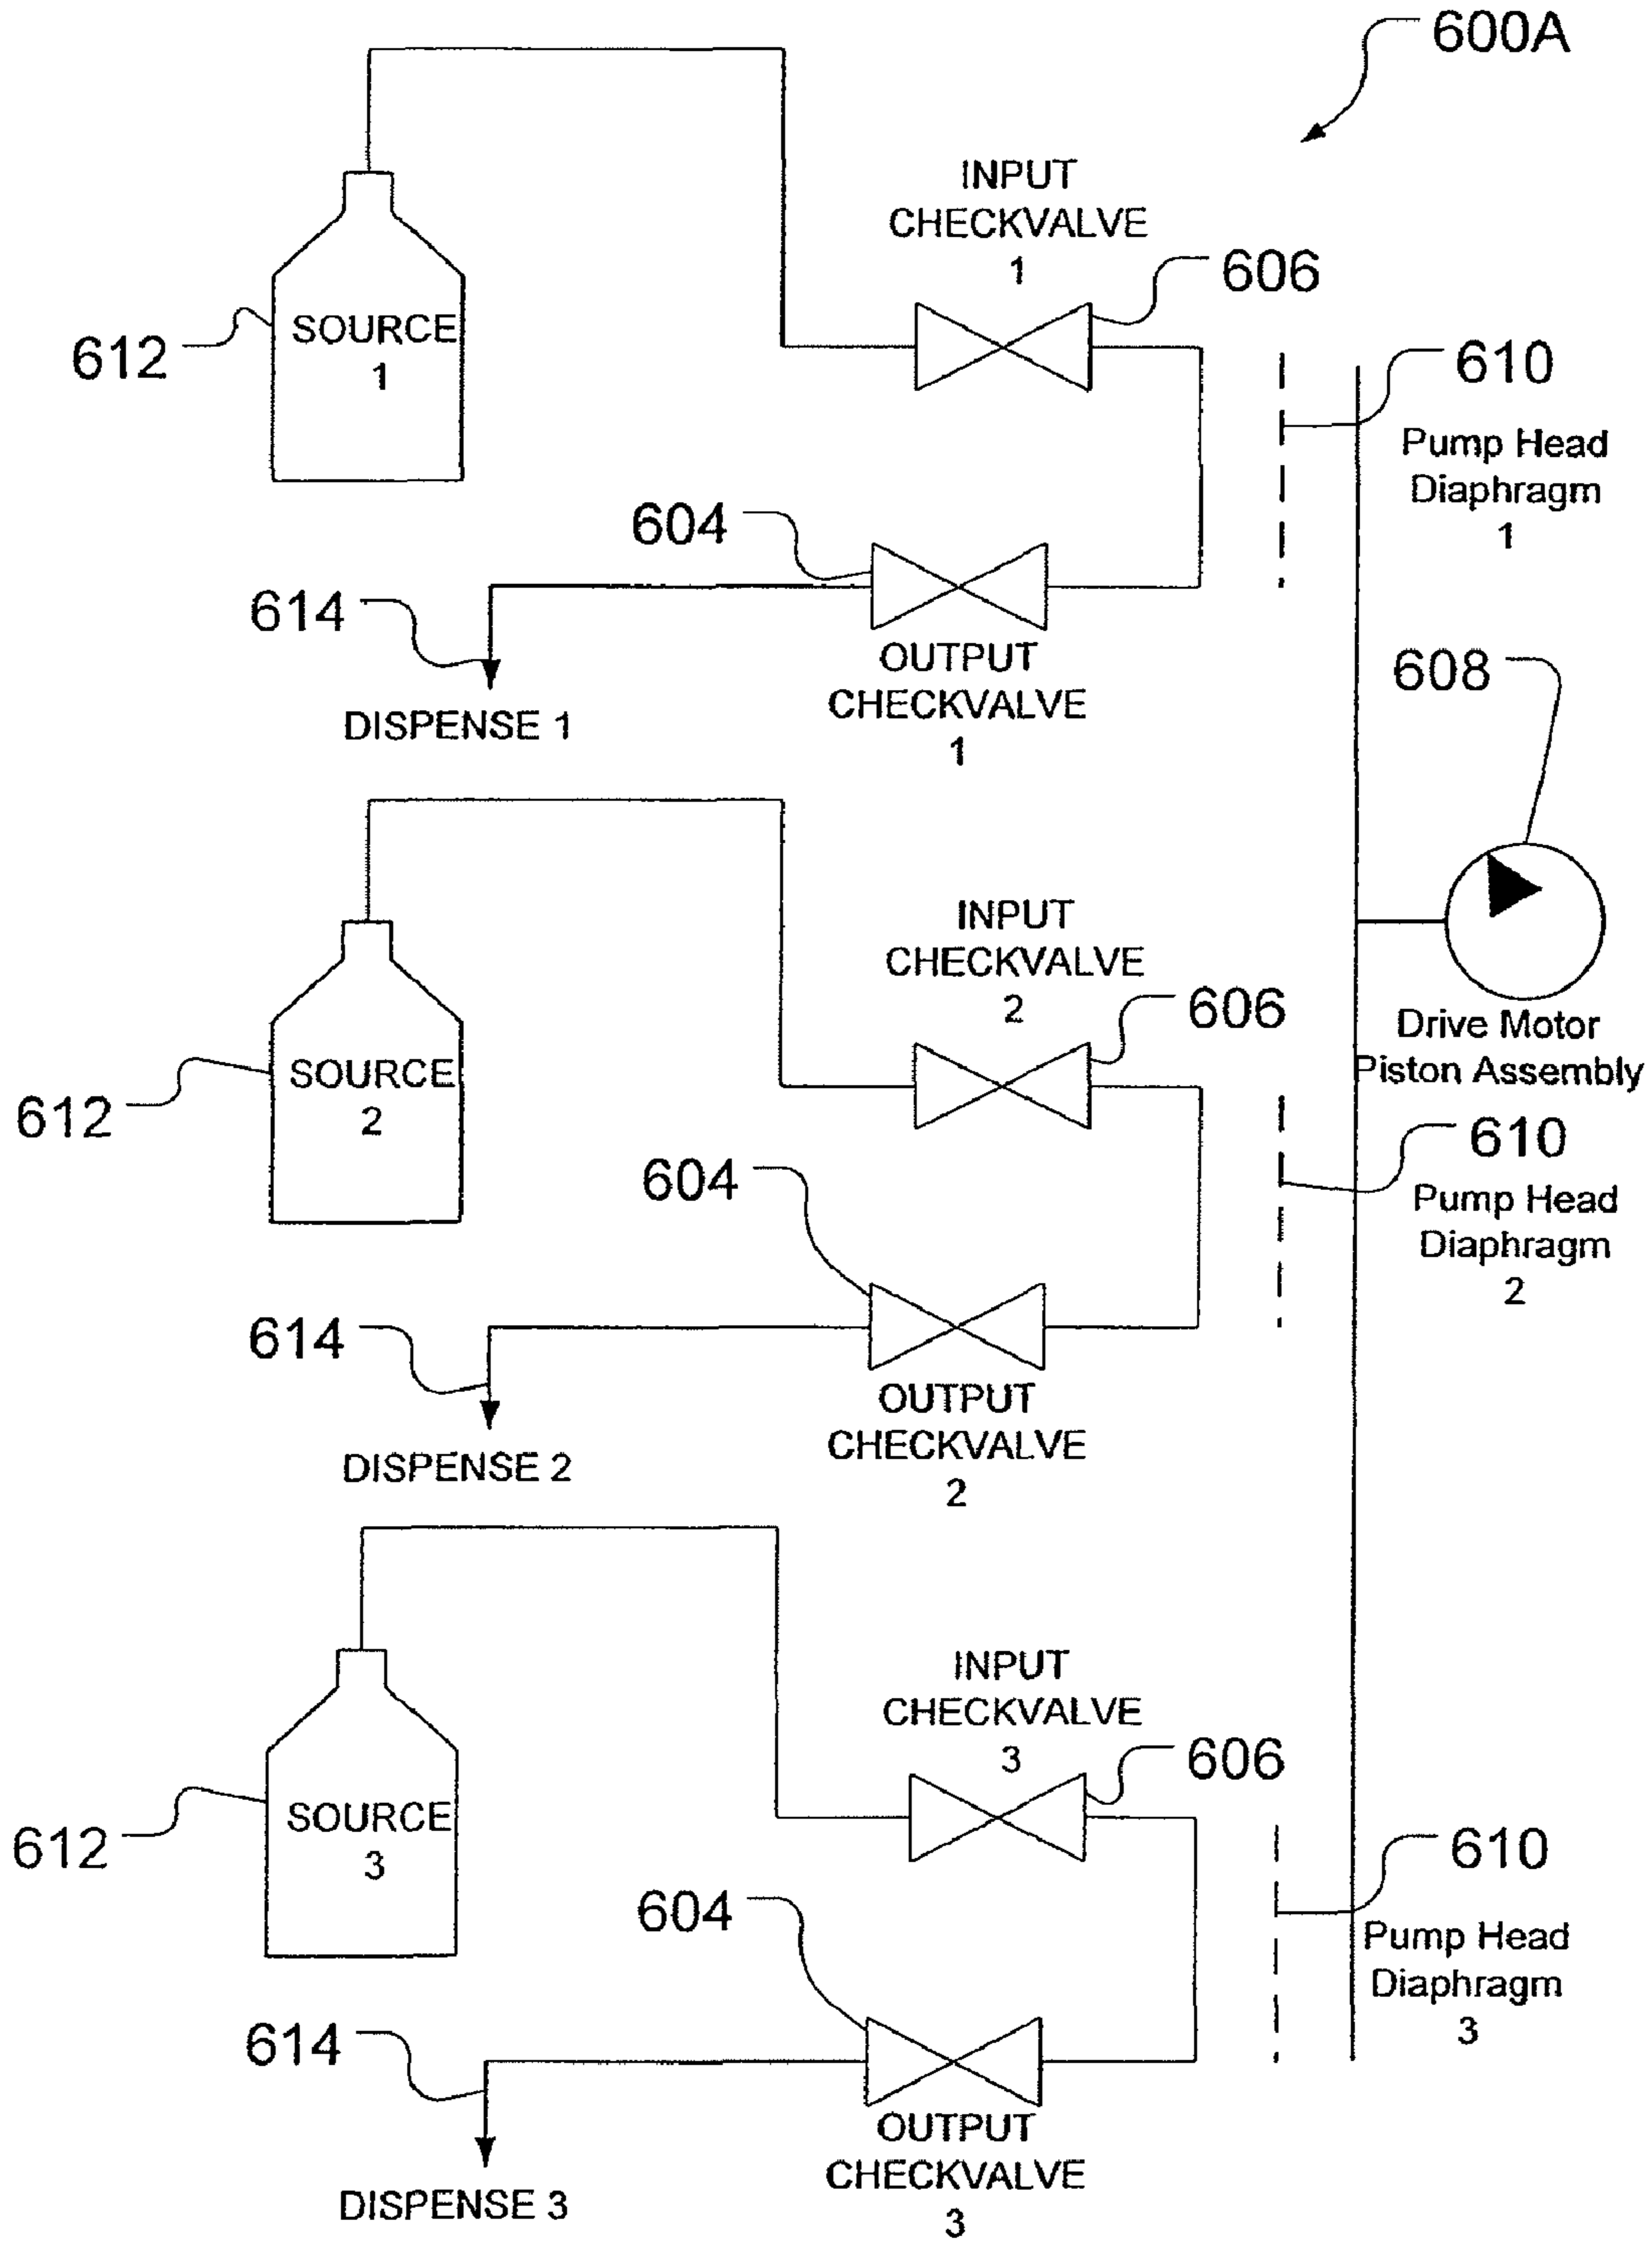 600A
INPUT
CHECKVALVE
1
606
SOURCE
1
612
610
Pump Head
Diaphragm
1
604
614
OUTPUT
CHECKVALVE
1
DISPENSE 1
608
INPUT
CHECKVALVE
2
606
Drive Motor
Piston Assembly
SOURCE
2
612
610
Pump Head
Diaphragm
2
604
614
OUTPUT
CHECKVALVE
2
DISPENSE 2
INPUT
CHECKVALVE
3
606
SOURCE
3
612
610
Pump Head
Diaphragm
3
604
614
OUTPUT
CHECKVALVE
3
DISPENSE 3